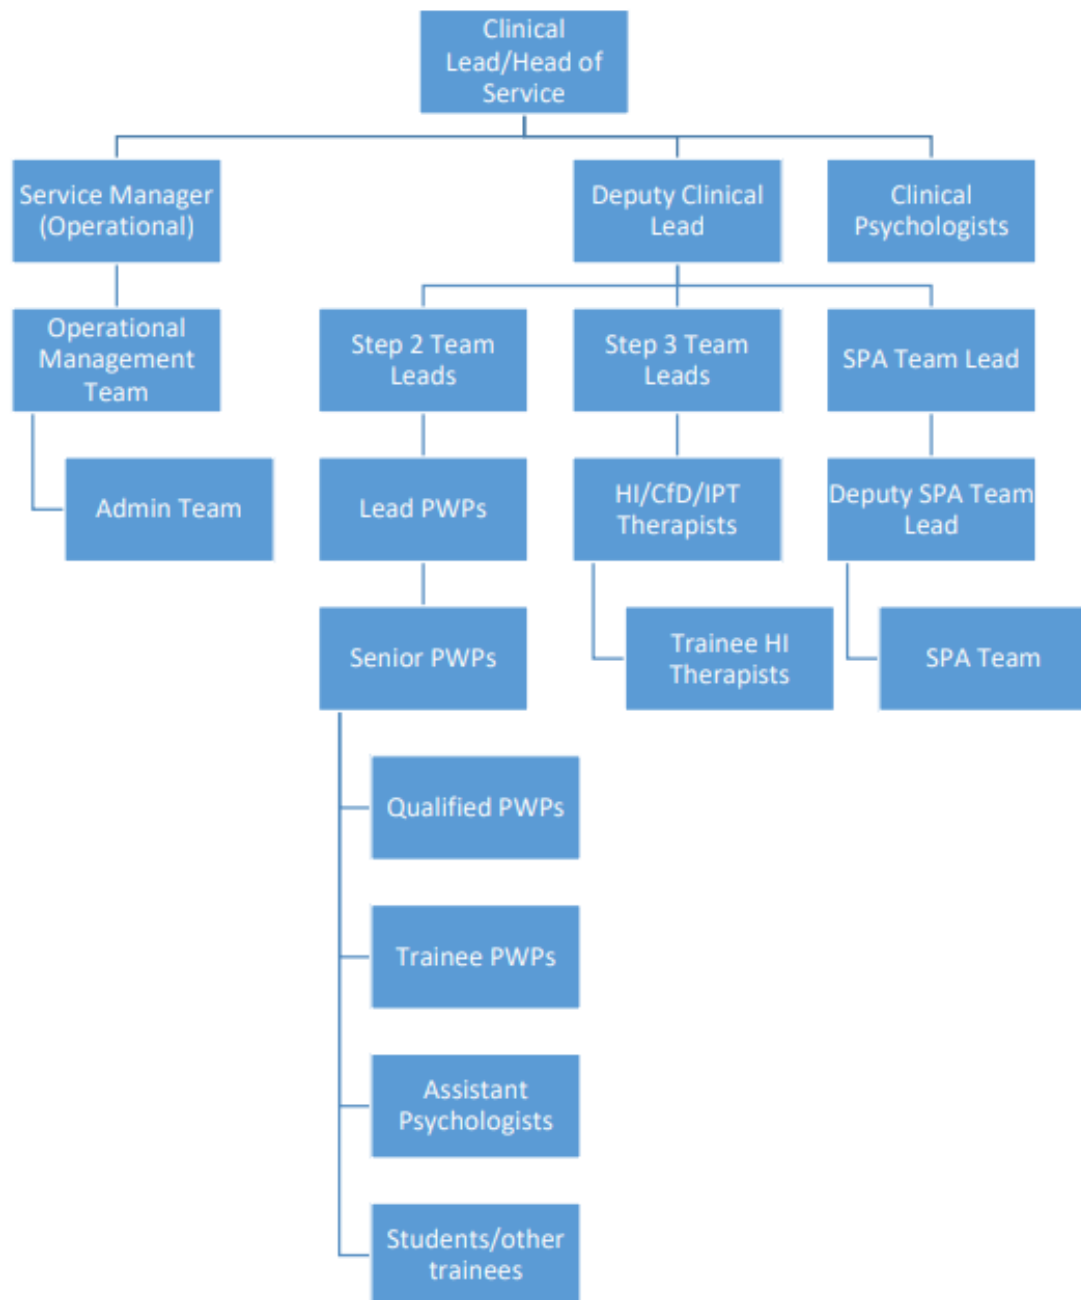 Clinical
Lead/Head of
Service
Service Manager
(Operational)
Deputy Clinical
Lead
Clinical
Psychologists
Operational
Management
Team
Step 2 Team
Leads
Step 3 Team
Leads
SPA Team Lead
Admin Team
Lead PWPs
HI/CfD/IPT
Therapists
Deputy SPA Team
Lead
Senior PWPs
Trainee HI
Therapists
SPA Team
Qualified PWPs
Trainee PWPs
Assistant
Psychologists
Students/other
trainees